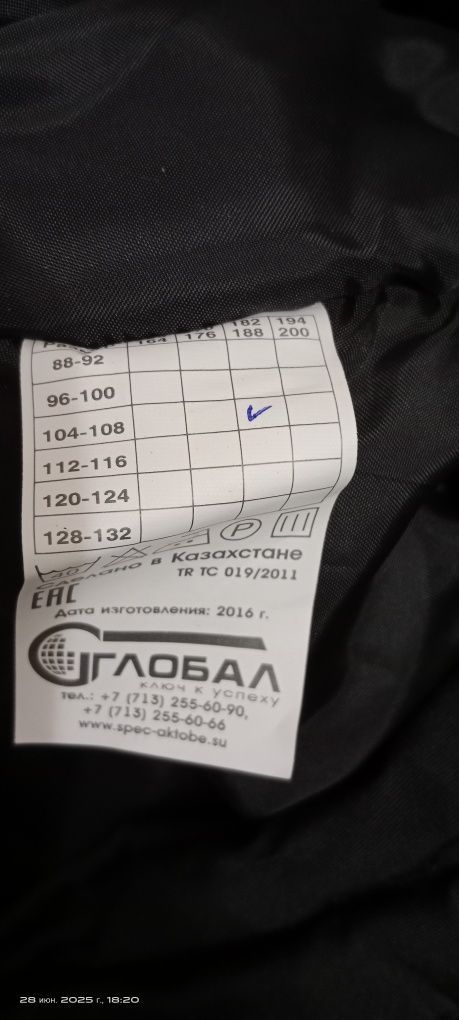 182 194
164 176 188 200
88-92
96-100
104-108
112-116
120-124
128-132
P
Сделано в Казахстане
TR TC 019/2011
ЕАС
Дата изготовления: 2016 г.
ГЛОБАЛ
КЛЮЧ К УСПЕХУ
тел.: +7 (713) 255-60-90,
+7 (713) 255-60-66
www.spec-aktobe.su
28 июн. 2025 г., 18:20